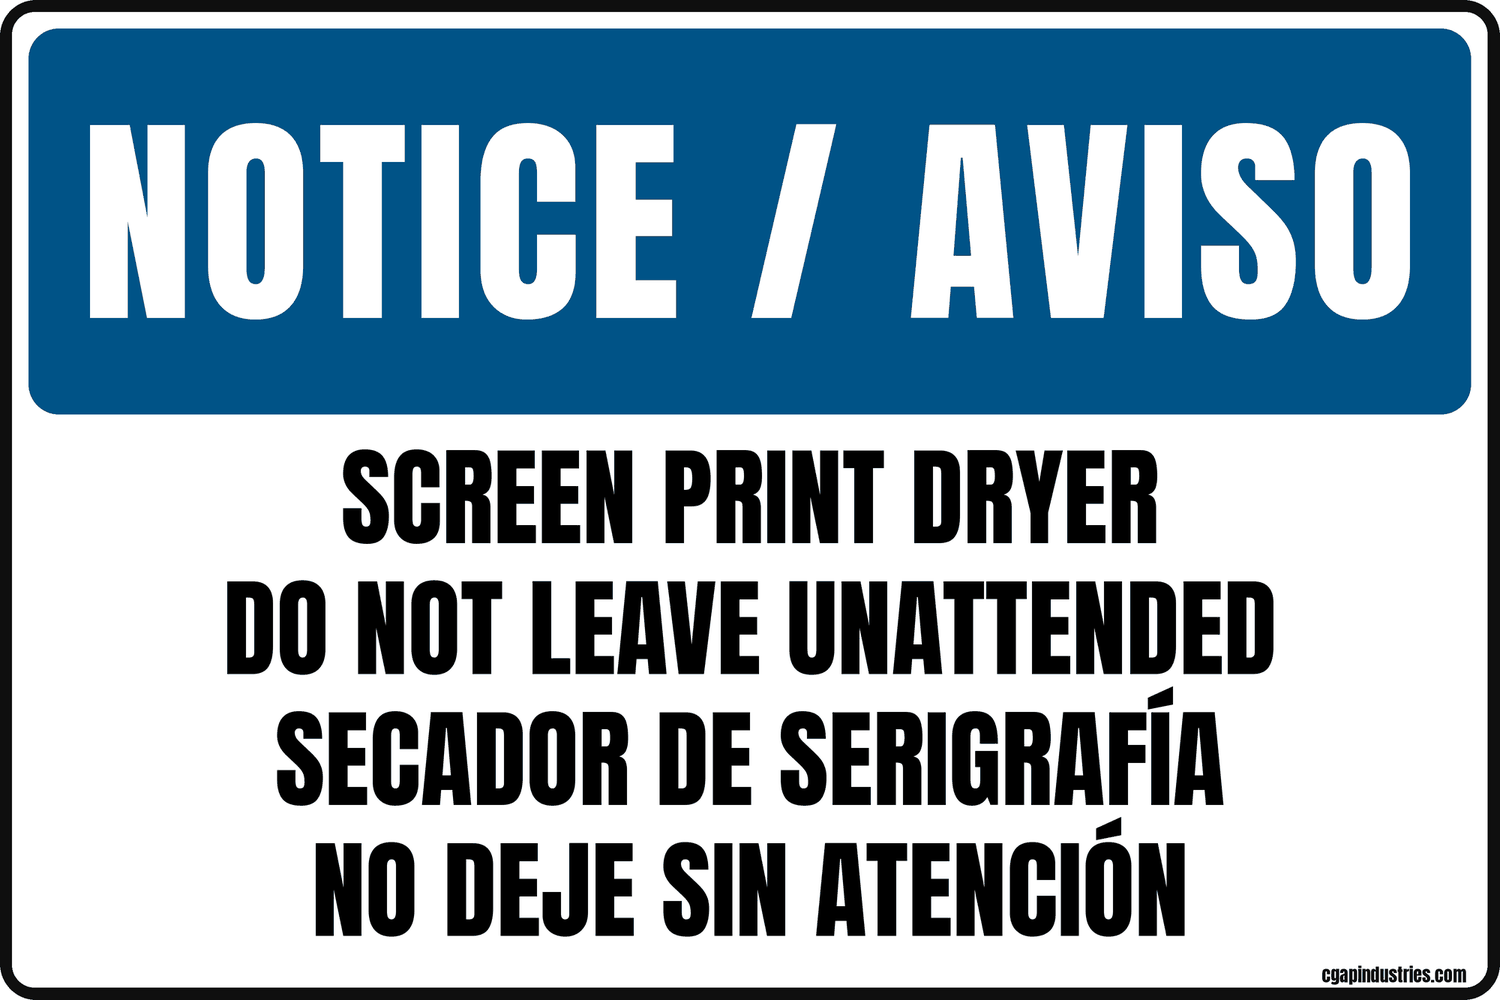 NOTICE / AVISO
SCREEN PRINT DRYER
DO NOT LEAVE UNATTENDED
SECADOR DE SERIGRAFÍA
NO DEJE SIN ATENCIÓN
cgapindustries.com